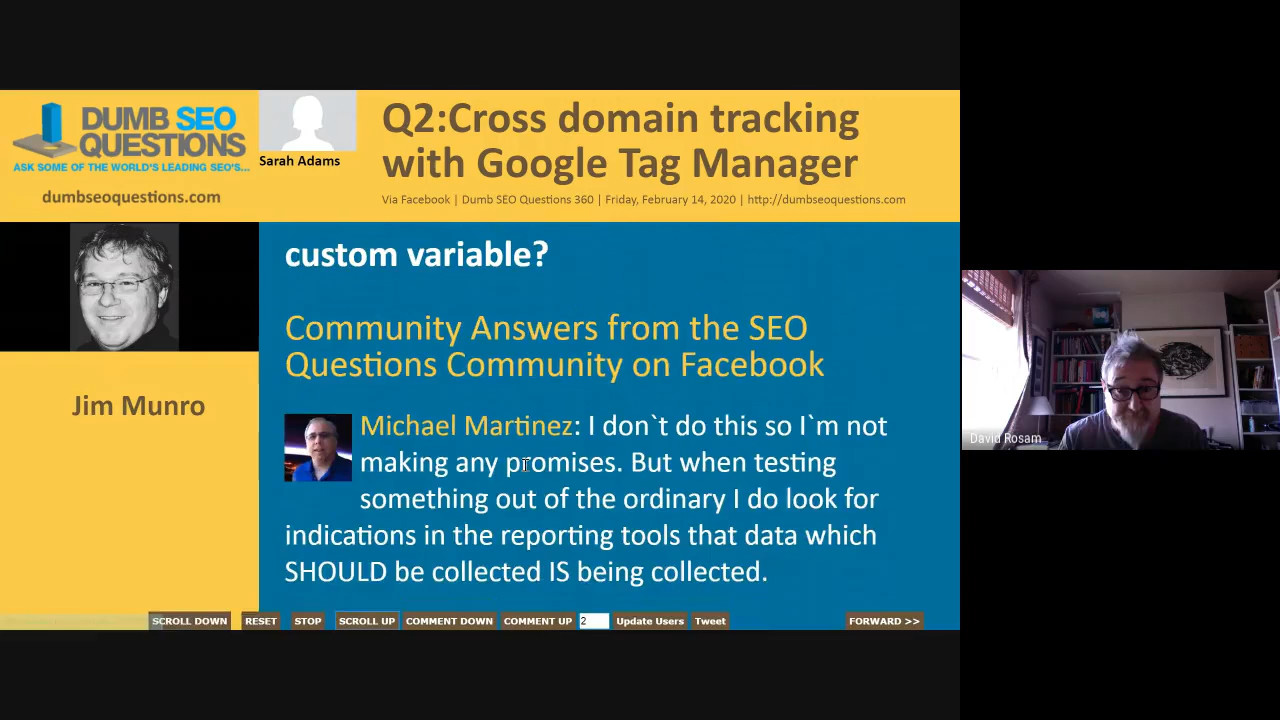 DUMB SEO
QUESTIONS
ASK SOME OF THE WORLD'S LEADING SEO'S...
dumbseoquestions.com
Sarah Adams
Q2:Cross domain tracking
with Google Tag Manager
Via Facebook | Dumb SEO Questions 360 | Friday, February 14, 2020 | http://dumbseoquestions.com
Jim Munro
custom variable?
Community Answers from the SEO
Questions Community on Facebook
Michael Martinez: I don`t do this so I`m not
making any promises. But when testing
something out of the ordinary I do look for
indications in the reporting tools that data which
SHOULD be collected IS being collected.
David Rosam
SCROLL DOWN RESET STOP SCROLL UP COMMENT DOWN COMMENT UP 2 Update Users Tweet FORWARD >>